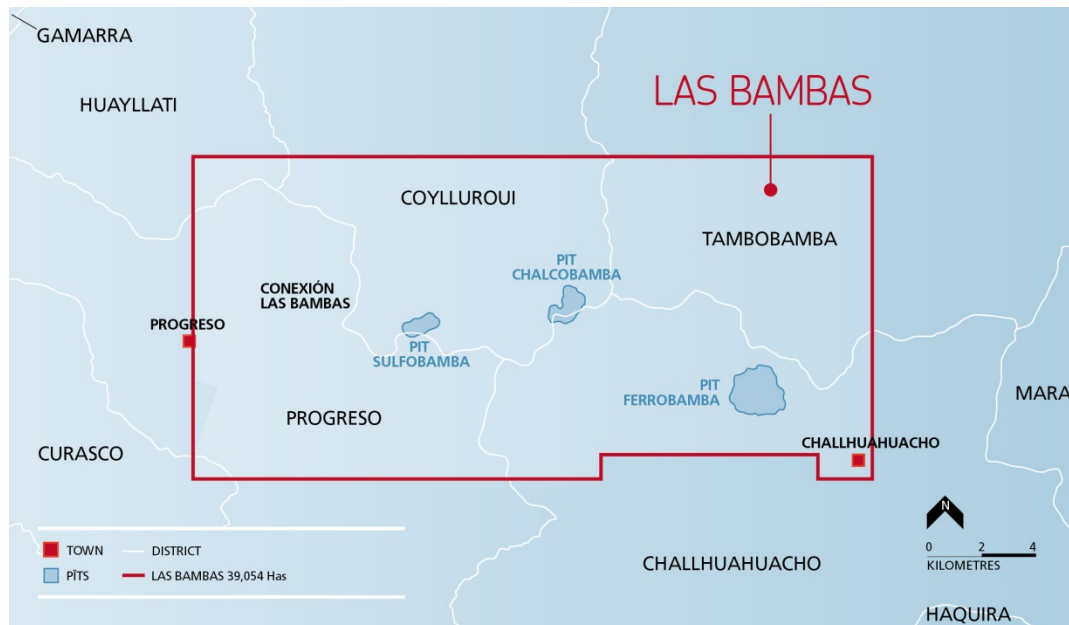 GAMARRA
HUAYLLATI
LAS BAMBAS
COYLLUROUI
TAMBOBAMBA
PIT
CHALCOBAMBA
CONEXIÓN
LAS BAMBAS
PROGRESO
PIT
SULFOBAMBA
PIT
FERROBAMBA
MARA
PROGRESO
CURASCO
CHALLHUAHUACHO
N
TOWN
DISTRICT
PĪTS
LAS BAMBAS 39,054 Has
CHALLHUAHUACHO
0 2 4
KILOMETRES
HAQUIRA